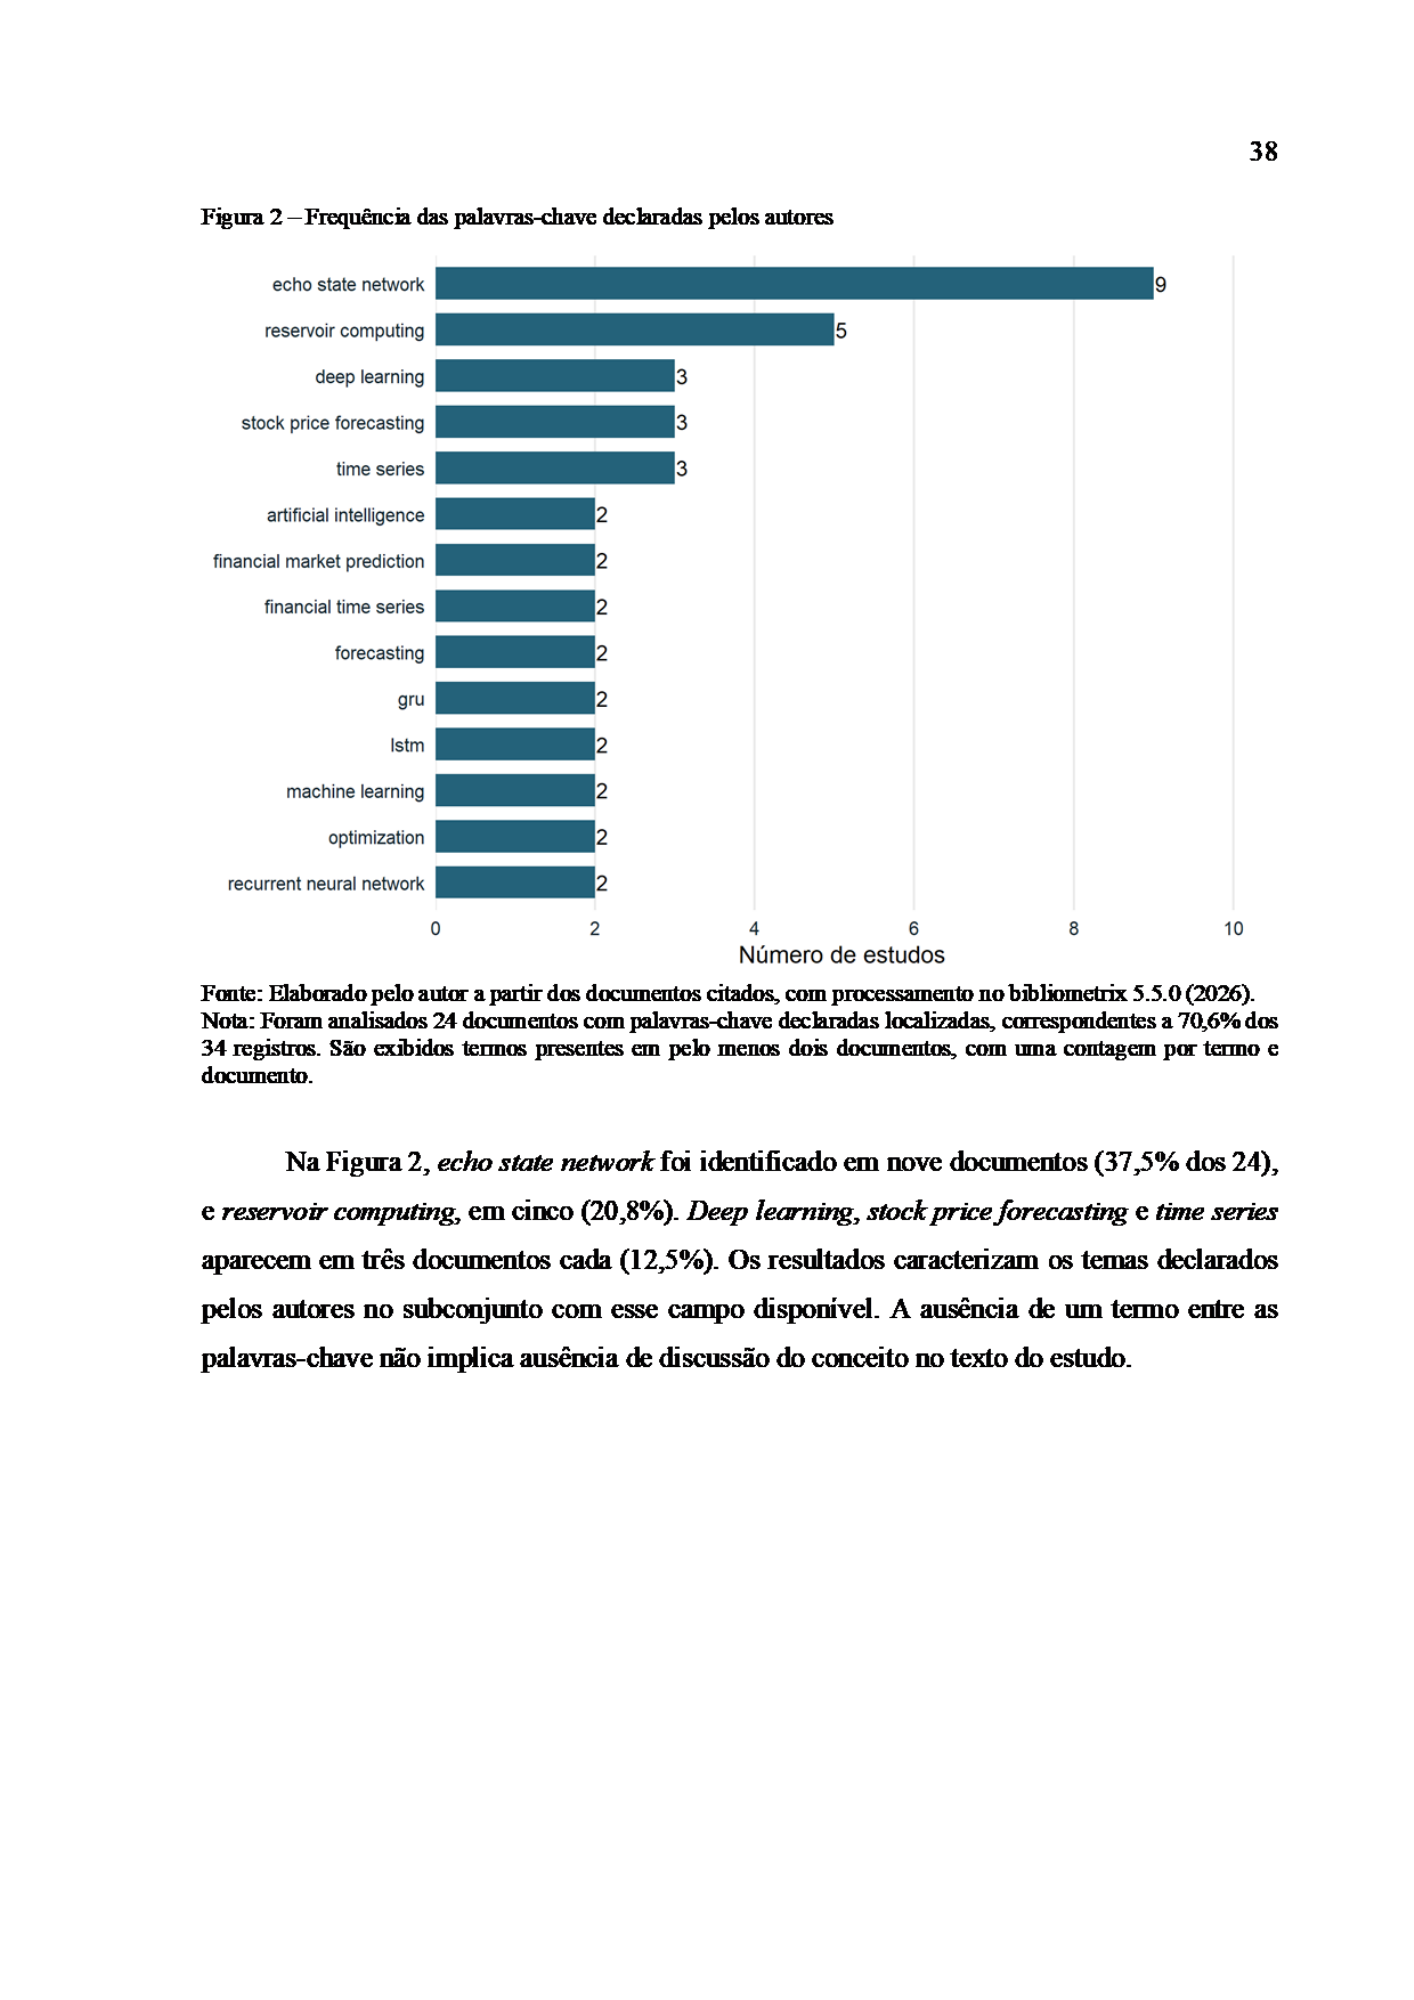 38
Figura 2 – Frequência das palavras-chave declaradas pelos autores
echo state network 9
reservoir computing 5
deep learning 3
stock price forecasting 3
time series 3
artificial intelligence 2
financial market prediction 2
financial time series 2
forecasting 2
gru 2
lstm 2
machine learning 2
optimization 2
recurrent neural network 2
0 2 4 6 8 10
Número de estudos
Fonte: Elaborado pelo autor a partir dos documentos citados, com processamento no bibliometrix 5.5.0 (2026).
Nota: Foram analisados 24 documentos com palavras-chave declaradas localizadas, correspondentes a 70,6% dos
34 registros. São exibidos termos presentes em pelo menos dois documentos, com uma contagem por termo e
documento.
Na Figura 2, echo state network foi identificado em nove documentos (37,5% dos 24),
e reservoir computing, em cinco (20,8%). Deep learning, stock price forecasting e time series
aparecem em três documentos cada (12,5%). Os resultados caracterizam os temas declarados
pelos autores no subconjunto com esse campo disponível. A ausência de um termo entre as
palavras-chave não implica ausência de discussão do conceito no texto do estudo.